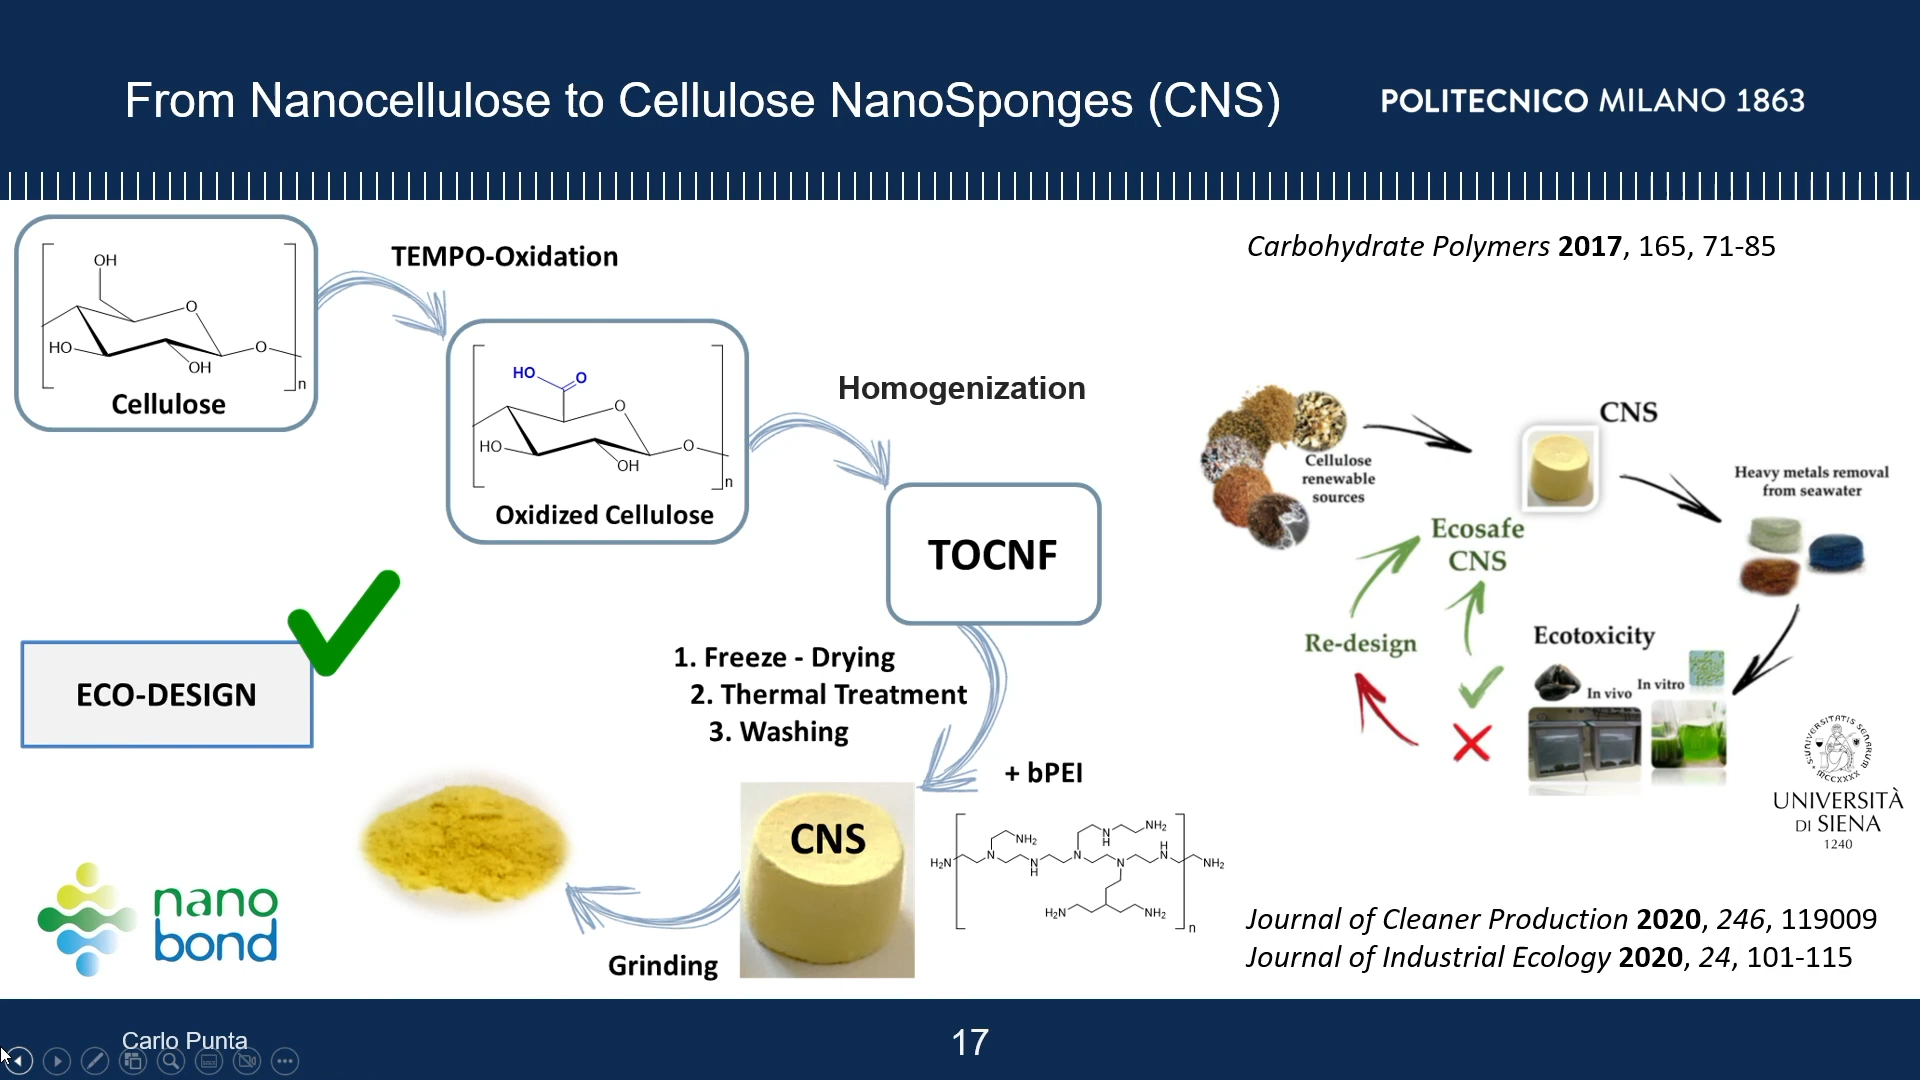 From Nanocellulose to Cellulose NanoSponges (CNS)
POLITECNICO MILANO 1863
OH
O
HO
OH
O
n
Cellulose
TEMPO-Oxidation
HO
O
O
HO
OH
O
n
Oxidized Cellulose
Homogenization
TOCNF
1. Freeze - Drying
2. Thermal Treatment
3. Washing
+ bPEI
H2N
N
NH2
N
H
N
N
H
NH2
N
H
N
NH2
H2N
NH2
n
CNS
Grinding
ECO-DESIGN
nano
bond
Carbohydrate Polymers 2017, 165, 71-85
Cellulose
renewable
sources
CNS
Heavy metals removal
from seawater
Ecotoxicity
In vivo
In vitro
Re-design
Ecosafe
CNS
UNIVERSITÀ
DI SIENA
1240
Journal of Cleaner Production 2020, 246, 119009
Journal of Industrial Ecology 2020, 24, 101-115
Carlo Punta
17